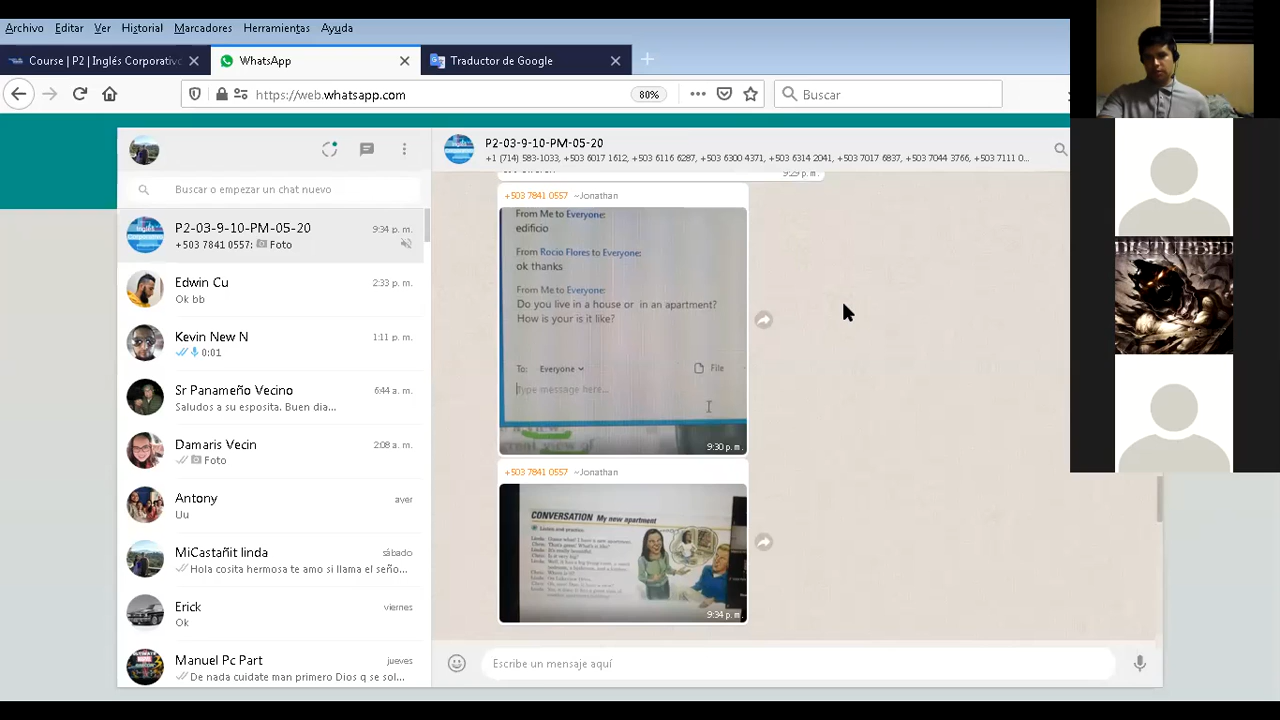 Archivo Editar Ver Historial Marcadores Herramientas Ayuda
Course | P2 | Inglés Corporativo
WhatsApp
Traductor de Google
https://web.whatsapp.com
80%
Buscar
Buscar o empezar un chat nuevo
P2-03-9-10-PM-05-20 9:34 p. m.
+503 7841 0557: Foto
Edwin Cu 2:33 p. m.
Ok bb
Kevin New N 1:11 p. m.
0:01
Sr Panameño Vecino 6:44 a. m.
Saludos a su esposita. Buen dia...
Damaris Vecin 2:08 a. m.
Foto
Antony ayer
Uu
MiCastañit linda sábado
Hola cosita hermosa te amo si llama el seño...
Erick viernes
Ok
Manuel Pc Part jueves
De nada cuidate man primero Dios q se sol...
P2-03-9-10-PM-05-20
+1 (714) 583-1033, +503 6017 1612, +503 6116 6287, +503 6300 4371, +503 6314 2041, +503 7017 6837, +503 7044 3766, +503 7111 0...
9:29 p. m.
+503 7841 0557 ~Jonathan
From Me to Everyone:
edificio
From Rocio Flores to Everyone:
ok thanks
From Me to Everyone:
Do you live in a house or in an apartment?
How is your is it like?
To: Everyone
File
Type message here...
9:30 p. m.
+503 7841 0557 ~Jonathan
CONVERSATION My new apartment
Listen and practice
9:34 p. m.
Escribe un mensaje aquí
DISTURBED